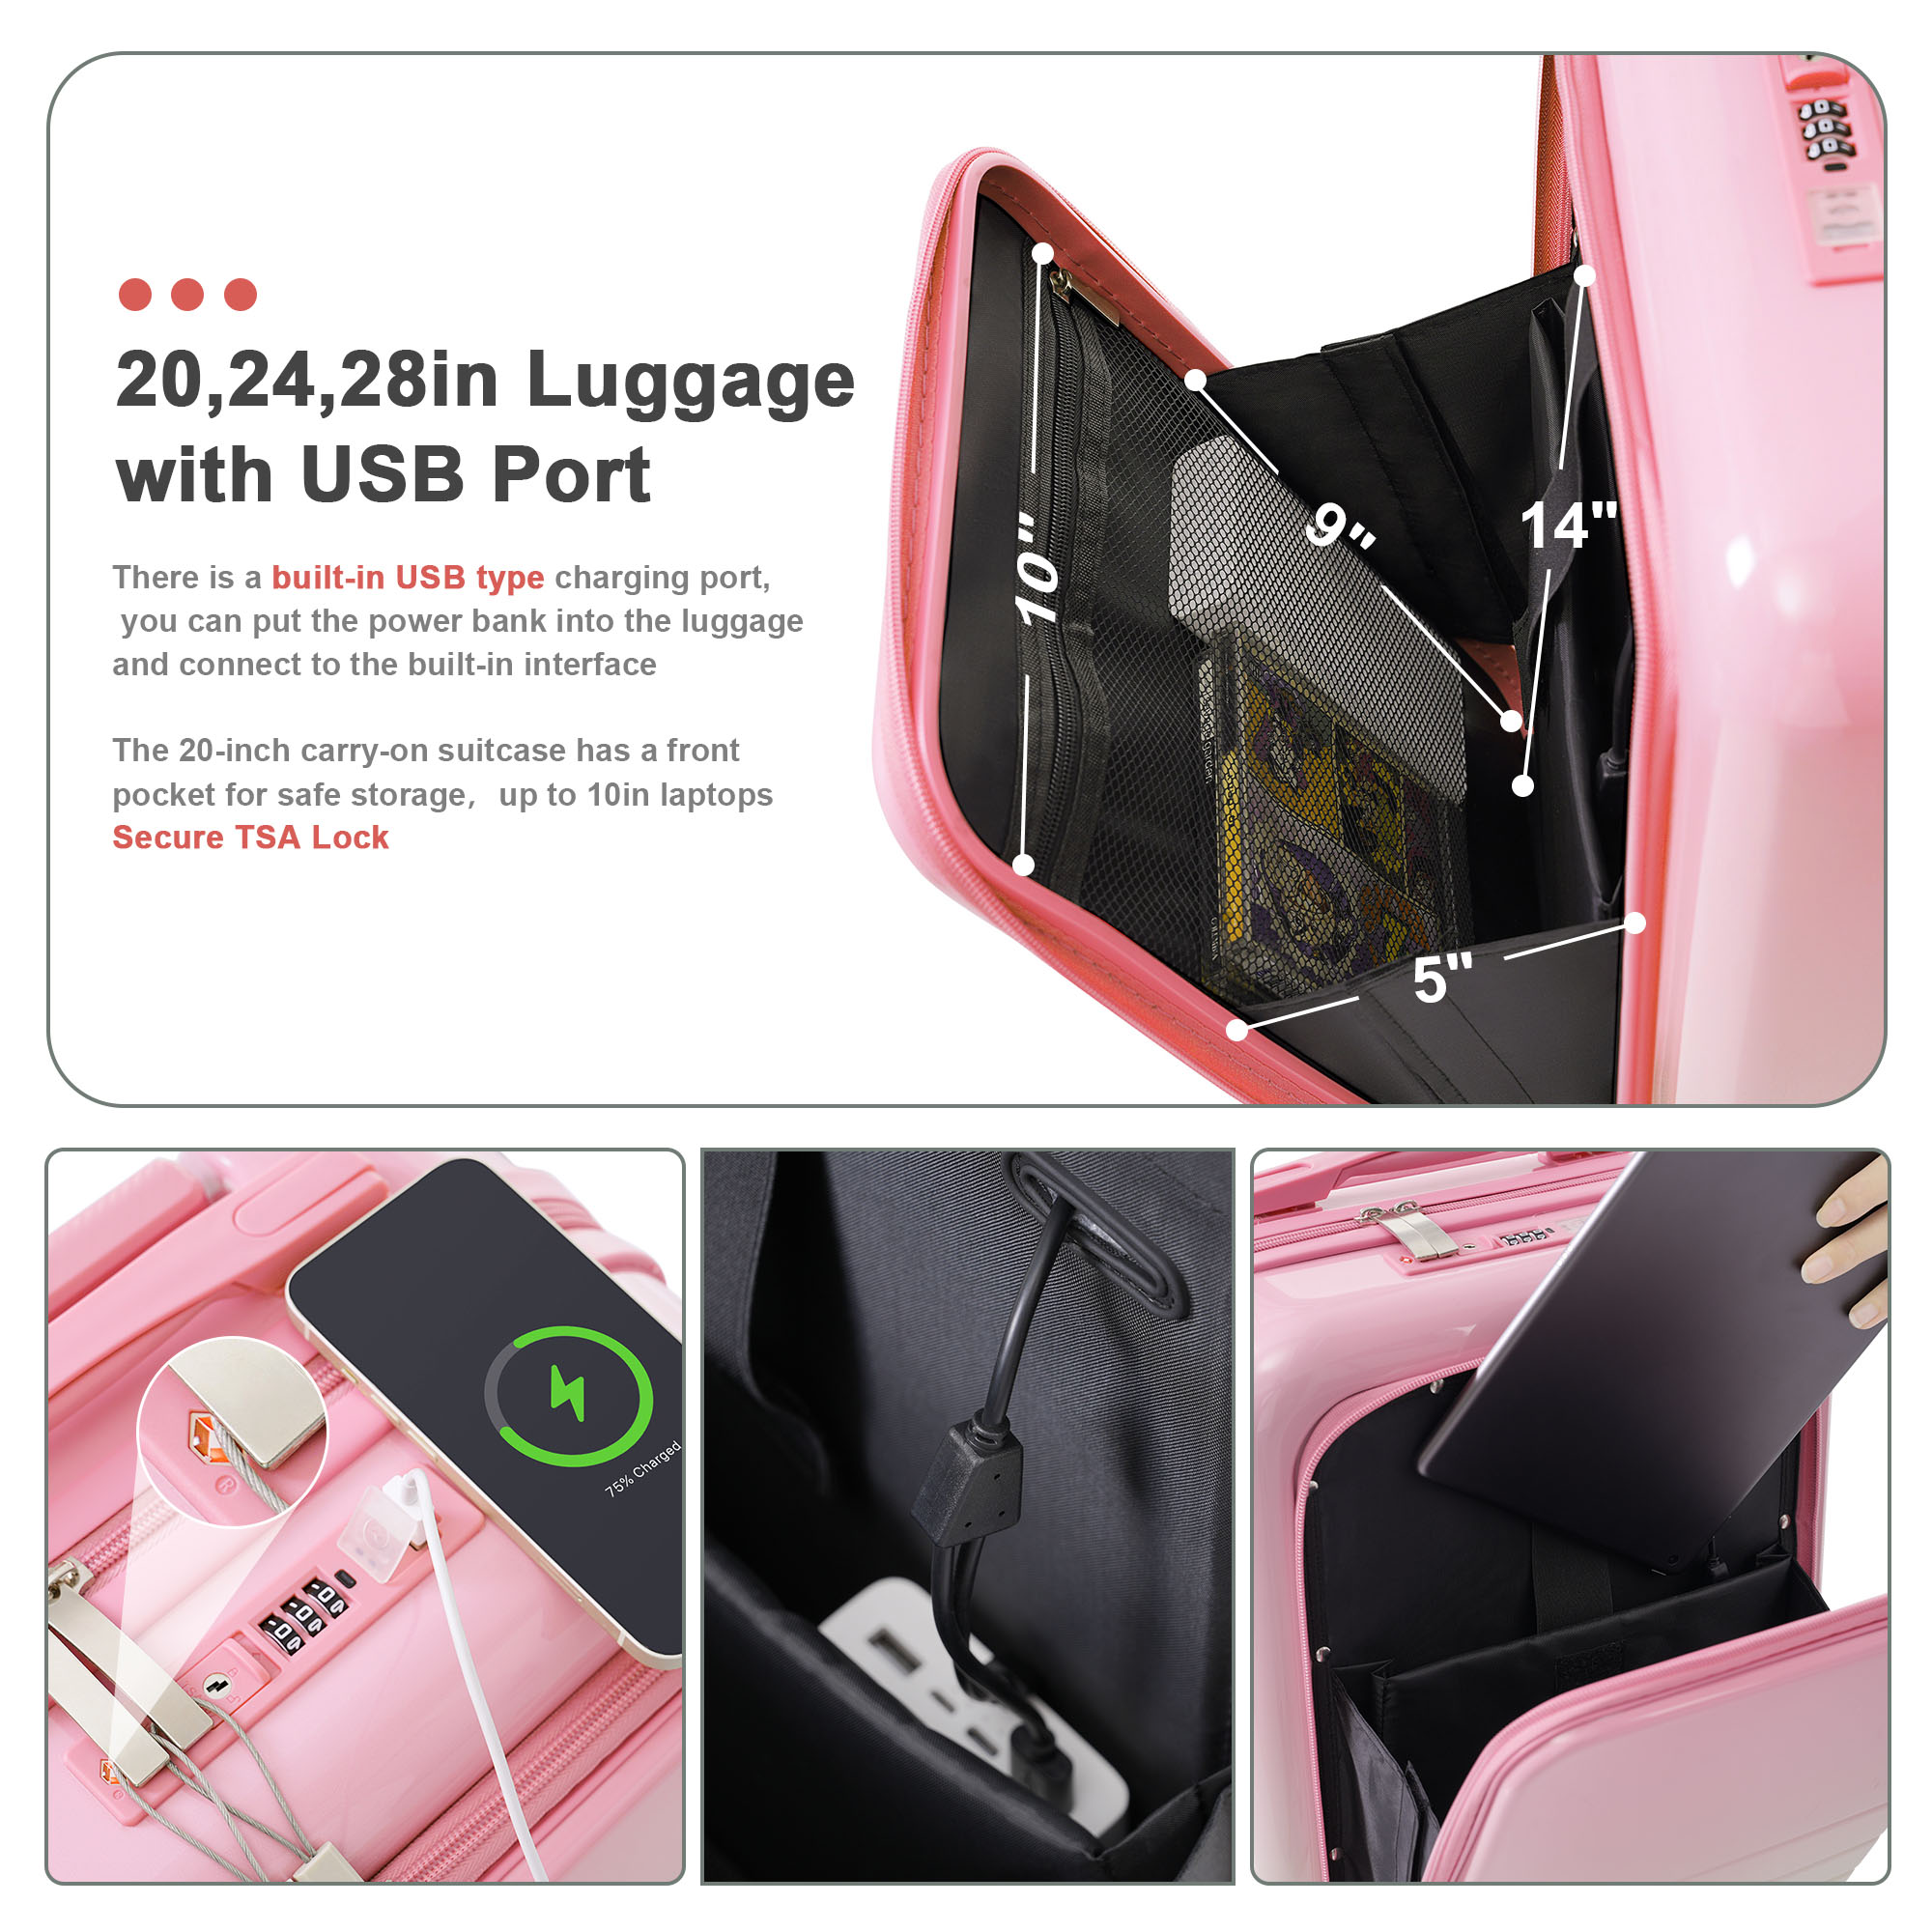 20,24,28in Luggage
with USB Port
There is a built-in USB type charging port,
you can put the power bank into the luggage
and connect to the built-in interface
The 20-inch carry-on suitcase has a front
pocket for safe storage, up to 10in laptops
Secure TSA Lock
10"
9"
14"
5"
75% Charged
®